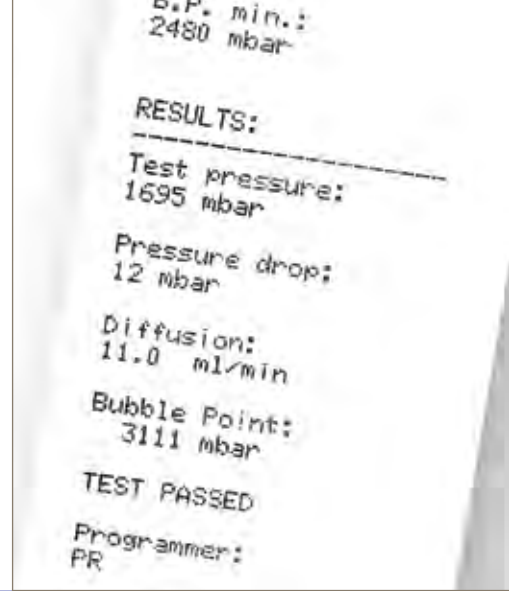 B.P. min.:
2480 mbar
RESULTS:
--------------------
Test pressure:
1695 mbar
Pressure drop:
12 mbar
Diffusion:
11.0 ml/min
Bubble Point:
3111 mbar
TEST PASSED
Programmer:
PR